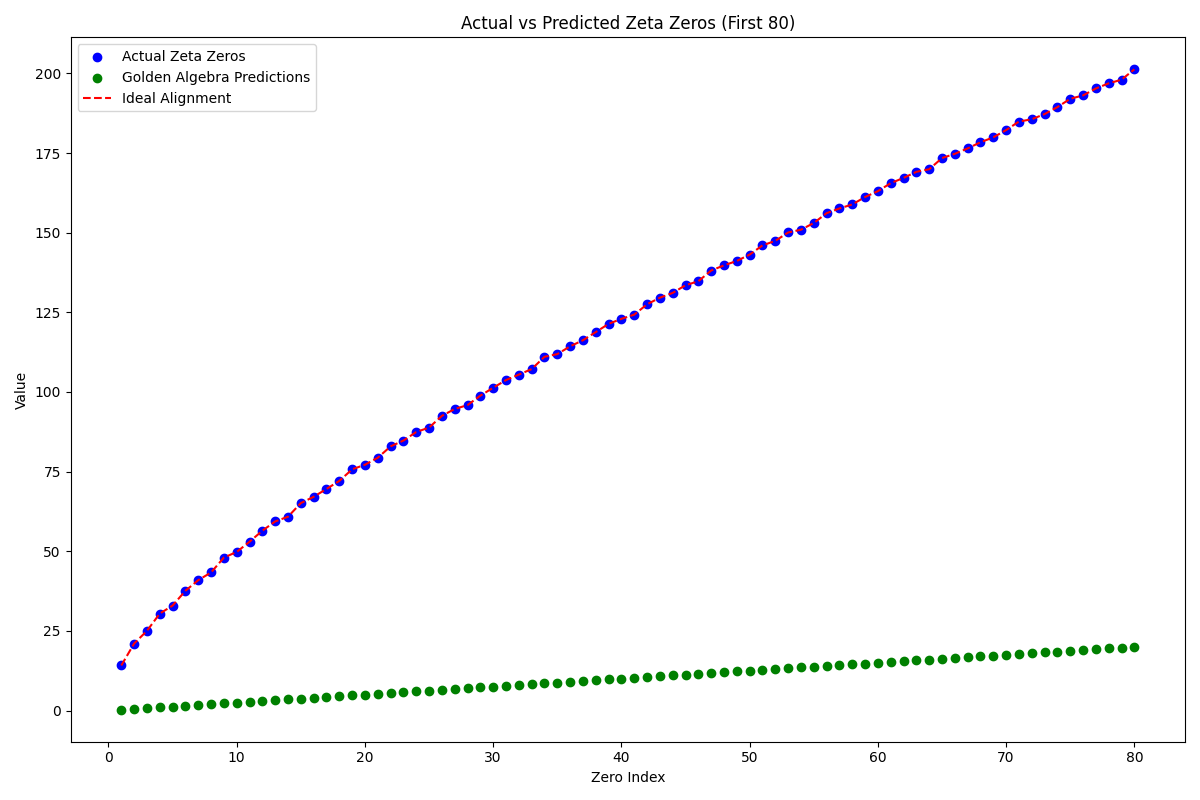 Actual vs Predicted Zeta Zeros (First 80)
Actual Zeta Zeros
Golden Algebra Predictions
Ideal Alignment
200
175
150
125
100
75
50
25
0
Value
0 10 20 30 40 50 60 70 80
Zero Index